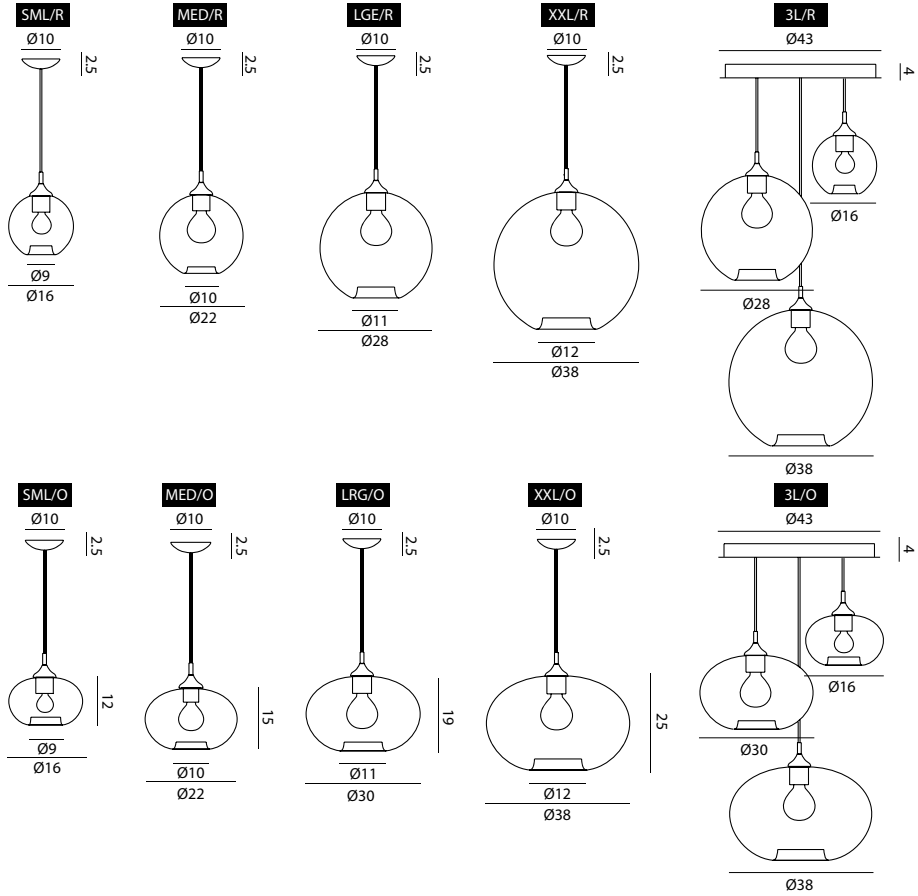 SML/R
Ø10
2.5
Ø9
Ø16
MED/R
Ø10
2.5
Ø10
Ø22
LGE/R
Ø10
2.5
Ø11
Ø28
XXL/R
Ø10
2.5
Ø12
Ø38
3L/R
Ø43
4
Ø16
Ø28
Ø38
SML/O
Ø10
2.5
12
Ø9
Ø16
MED/O
Ø10
2.5
15
Ø10
Ø22
LRG/O
Ø10
2.5
19
Ø11
Ø30
XXL/O
Ø10
2.5
25
Ø12
Ø38
3L/O
Ø43
4
Ø16
Ø30
Ø38